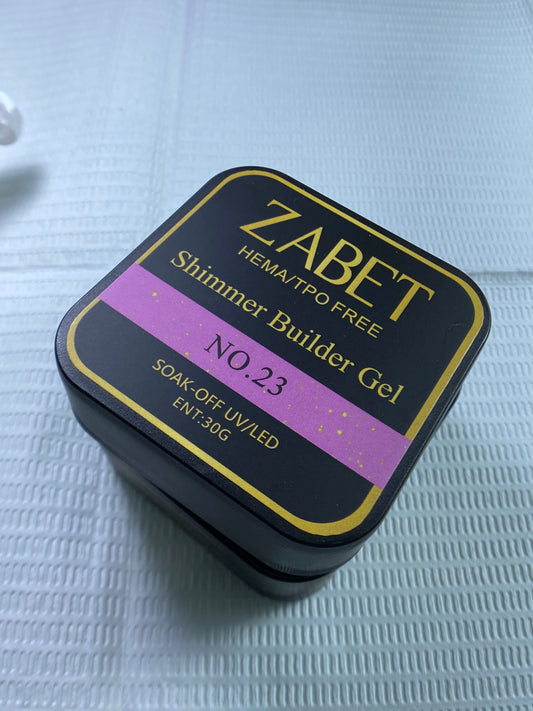 ZABET
HEMA/TPO FREE
Shimmer Builder Gel
NO.23
SOAK-OFF UV/LED
ENT:30G